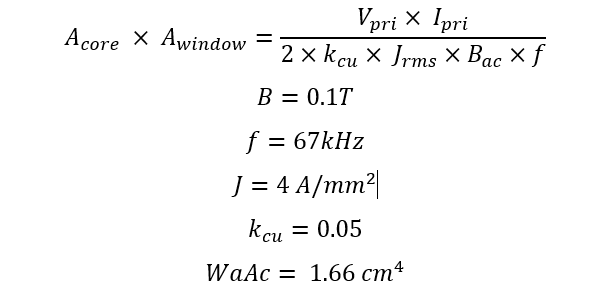 A_core × A_window = (V_pri × I_pri) / (2 × k_cu × J_rms × B_ac × f)
B = 0.1T
f = 67kHz
J = 4 A/mm²
k_cu = 0.05
WaAc = 1.66 cm⁴